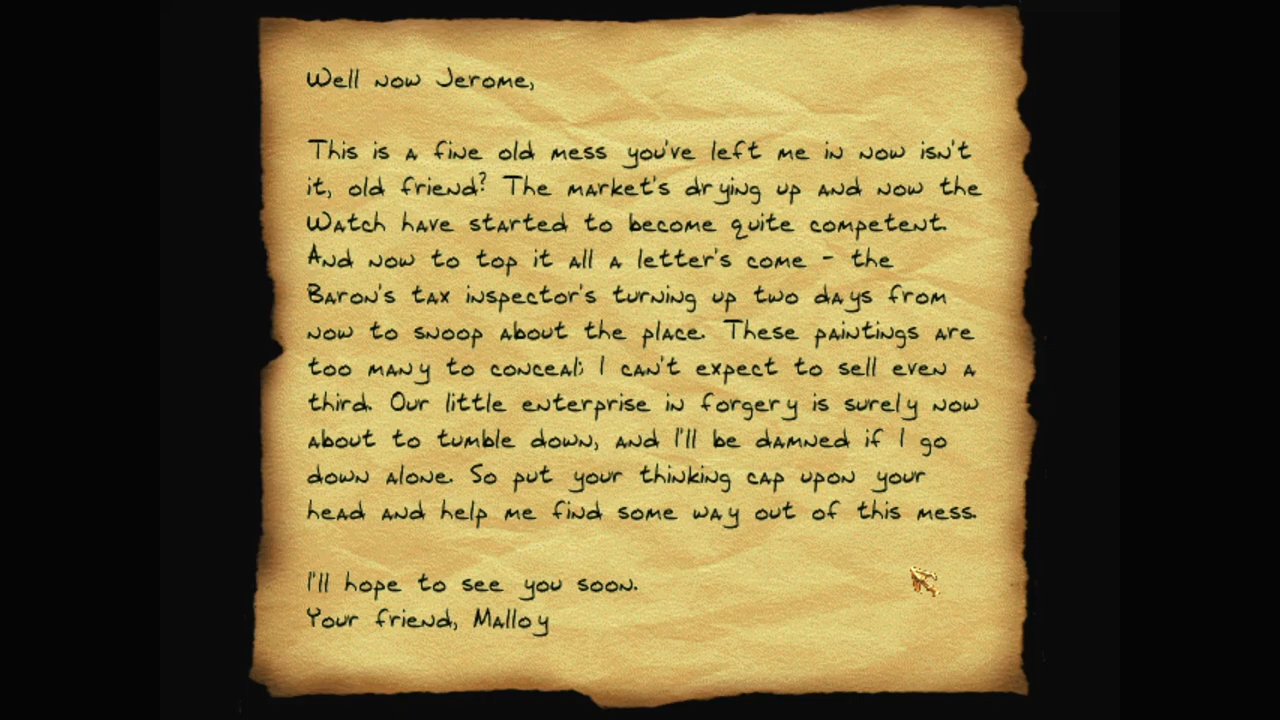 Well now Jerome,
This is a fine old mess you've left me in now isn't
it, old friend? The market's drying up and now the
Watch have started to become quite competent.
And now to top it all a letter's come - the
Baron's tax inspector's turning up two days from
now to snoop about the place. These paintings are
too many to conceal; I can't expect to sell even a
third. Our little enterprise in forgery is surely now
about to tumble down, and I'll be damned if I go
down alone. So put your thinking cap upon your
head and help me find some way out of this mess.
I'll hope to see you soon.
Your friend, Malloy